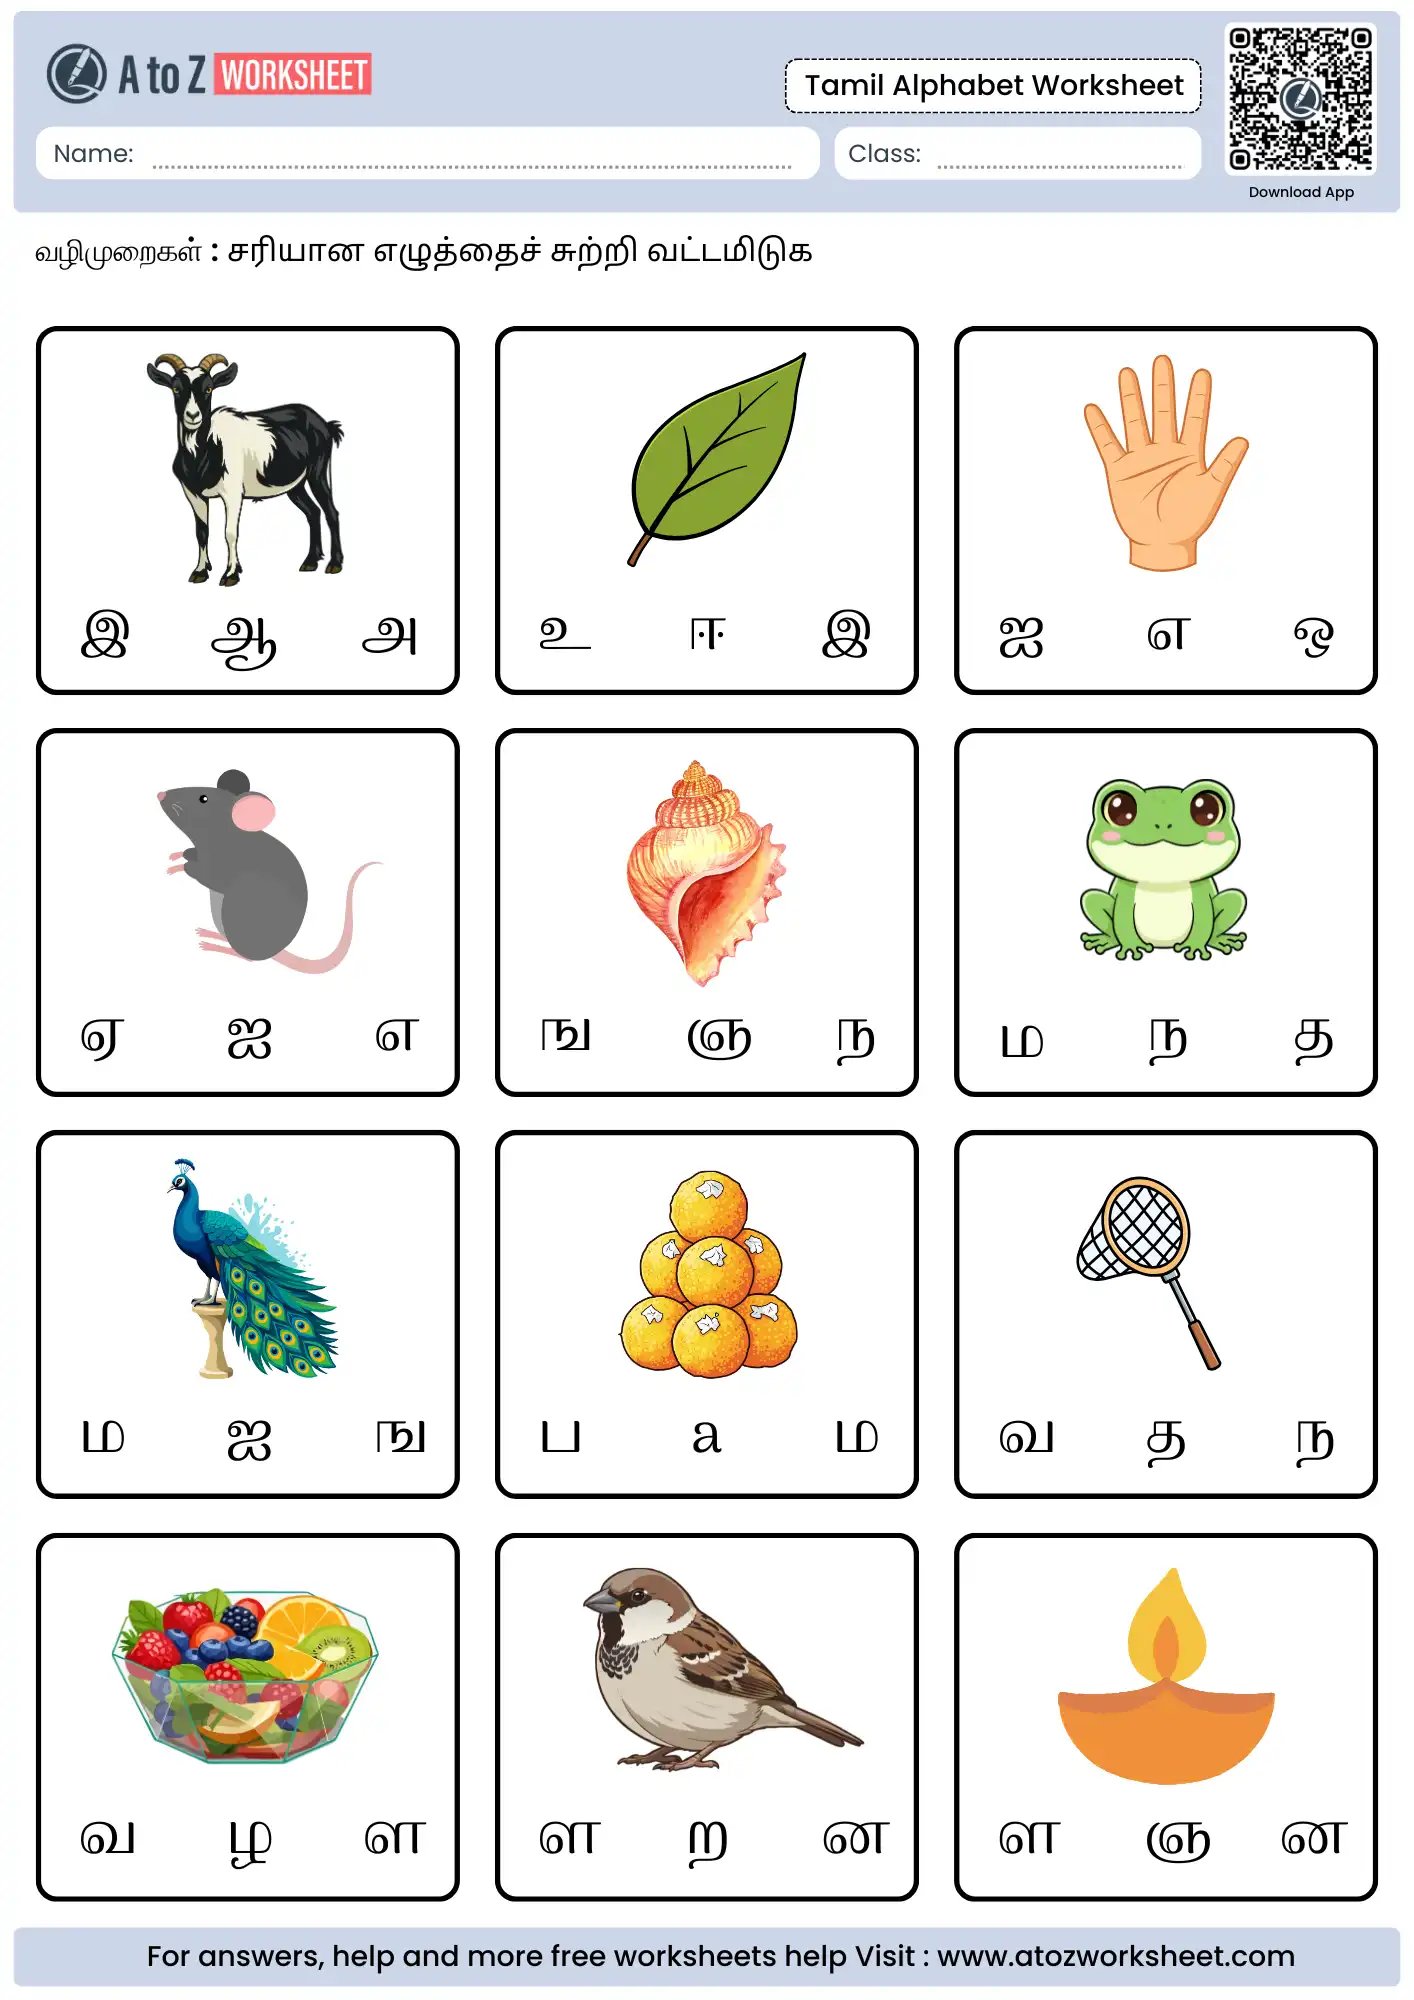 A to Z WORKSHEET
Tamil Alphabet Worksheet
Name:
Class:
Download App
வழிமுறைகள் : சரியான எழுத்தைச் சுற்றி வட்டமிடுக
இ ஆ அ
உ ஈ இ
ஐ எ ஒ
ஏ ஐ எ
ங ஞ ந
ம ந த
ம ஐ ங
ப a ம
வ த ந
வ ழ ள
ள ற ன
ள ஞ ன
For answers, help and more free worksheets help Visit : www.atozworksheet.com